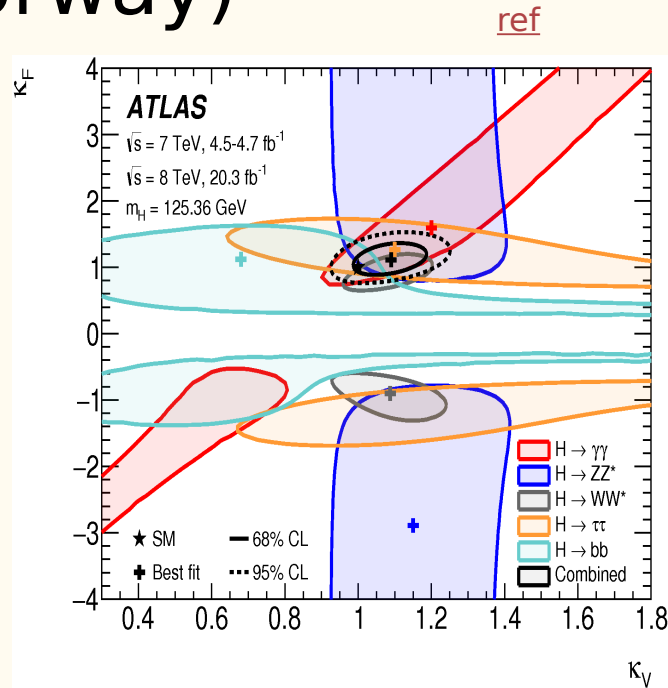 orway)
ref
κF
4
3
2
1
0
−1
−2
−3
−4
ATLAS
√s = 7 TeV, 4.5-4.7 fb⁻¹
√s = 8 TeV, 20.3 fb⁻¹
mH = 125.36 GeV
H → γγ
H → ZZ*
H → WW*
H → ττ
H → bb
Combined
SM
68% CL
Best fit
95% CL
0.4 0.6 0.8 1 1.2 1.4 1.6 1.8
κV